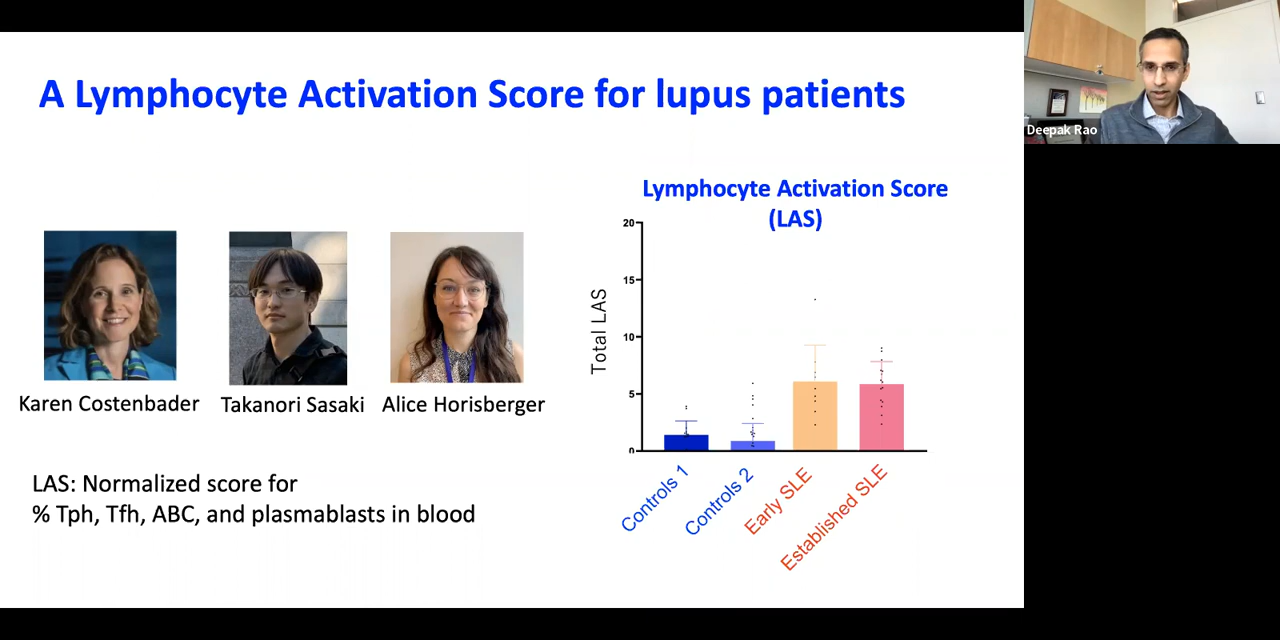 A Lymphocyte Activation Score for lupus patients
Deepak Rao
Lymphocyte Activation Score
(LAS)
20
15
10
5
0
Total LAS
Controls 1
Controls 2
Early SLE
Established SLE
Karen Costenbader
Takanori Sasaki
Alice Horisberger
LAS: Normalized score for
% Tph, Tfh, ABC, and plasmablasts in blood